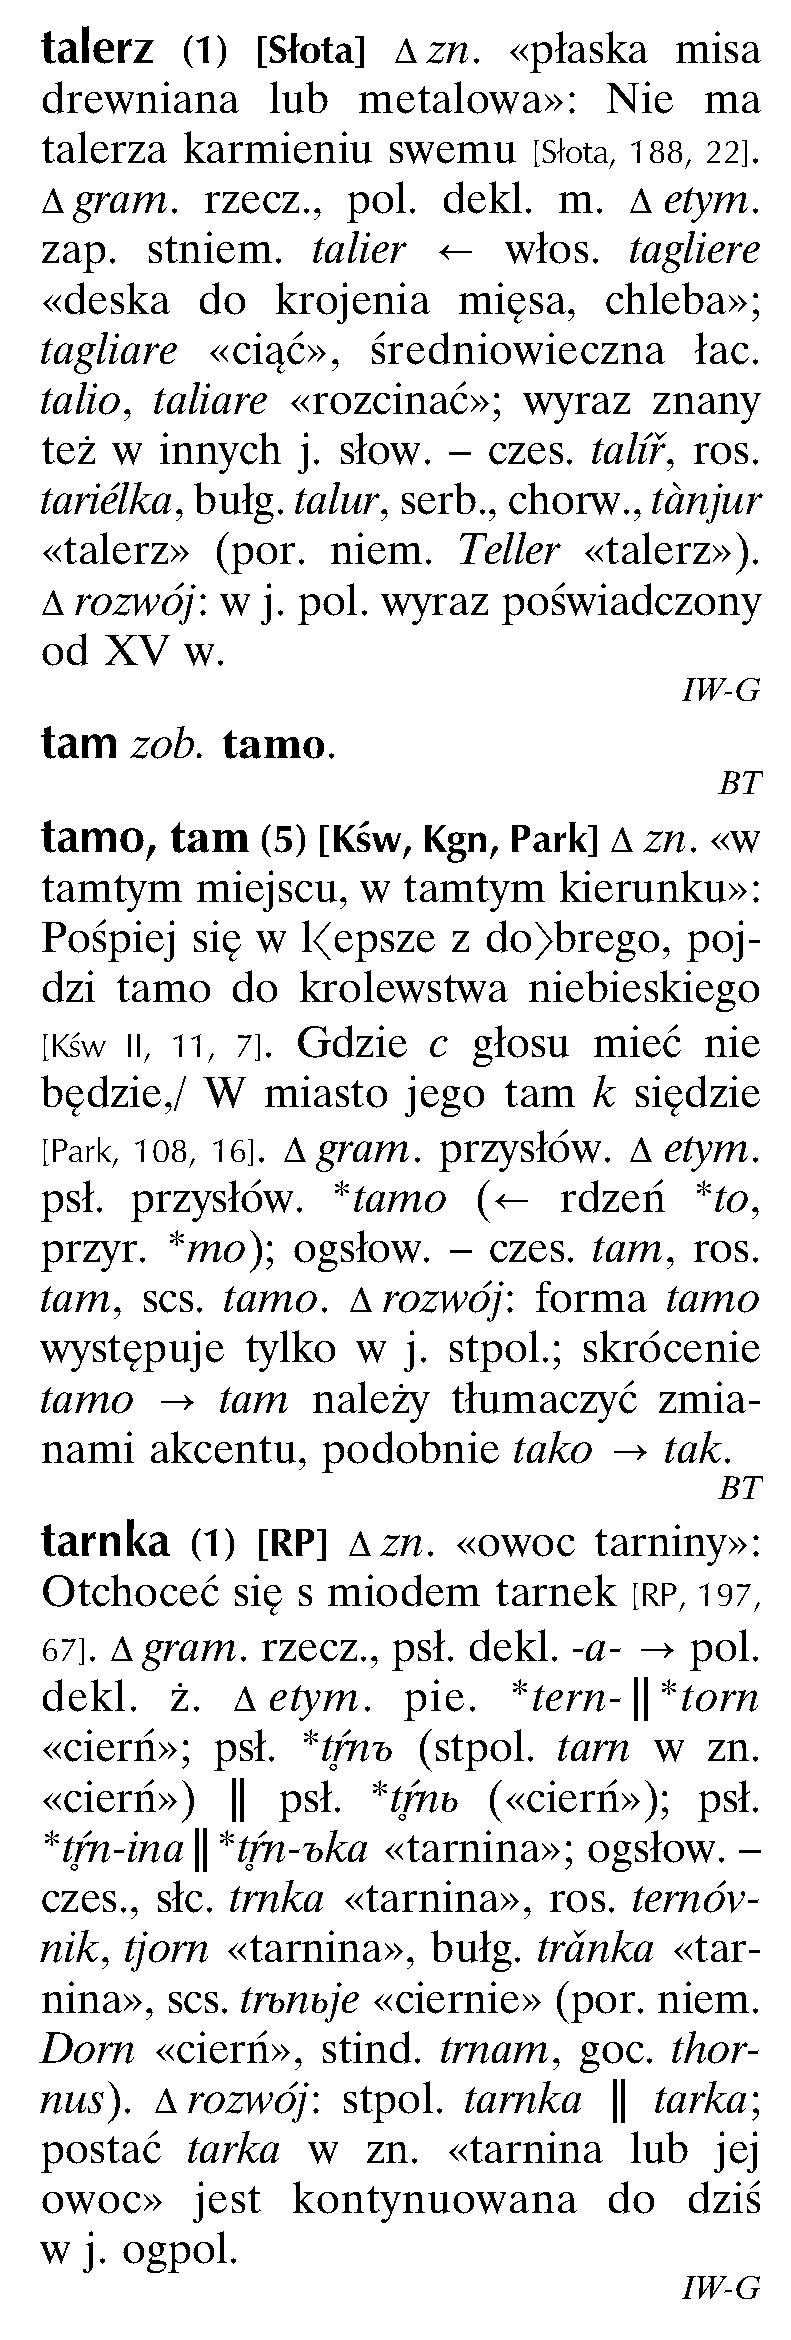 talerz (1) [Słota] Δ zn. «płaska misa
drewniana lub metalowa»: Nie ma
talerza karmieniu swemu [Słota, 188, 22].
Δ gram. rzecz., pol. dekl. m. Δ etym.
zap. stniem. talier ← włos. tagliere
«deska do krojenia mięsa, chleba»;
tagliare «ciąć», średniowieczna łac.
talio, taliare «rozcinać»; wyraz znany
też w innych j. słow. – czes. talíř, ros.
tariélka, bułg. talur, serb., chorw., tànjur
«talerz» (por. niem. Teller «talerz»).
Δ rozwój: w j. pol. wyraz poświadczony
od XV w.
IW-G
tam zob. tamo.
BT
tamo, tam (5) [Kśw, Kgn, Park] Δ zn. «w
tamtym miejscu, w tamtym kierunku»:
Pośpiej się w l〈epsze z do〉brego, poj-
dzi tamo do krolewstwa niebieskiego
[Kśw II, 11, 7]. Gdzie c głosu mieć nie
będzie,/ W miasto jego tam k siędzie
[Park, 108, 16]. Δ gram. przysłów. Δ etym.
psł. przysłów. *tamo (← rdzeń *to,
przyr. *mo); ogsłow. – czes. tam, ros.
tam, scs. tamo. Δ rozwój: forma tamo
występuje tylko w j. stpol.; skrócenie
tamo → tam należy tłumaczyć zmia-
nami akcentu, podobnie tako → tak.
BT
tarnka (1) [RP] Δ zn. «owoc tarniny»:
Otchoceć się s miodem tarnek [RP, 197,
67]. Δ gram. rzecz., psł. dekl. -a- → pol.
dekl. ż. Δ etym. pie. *tern- ‖ *torn
«cierń»; psł. *tŕ̥nъ (stpol. tarn w zn.
«cierń») ‖ psł. *tŕ̥nь («cierń»); psł.
*tŕ̥n-ina ‖ *tŕ̥n-ъka «tarnina»; ogsłow. –
czes., słc. trnka «tarnina», ros. ternóv-
nik, tjorn «tarnina», bułg. trǎnka «tar-
nina», scs. trьnьje «ciernie» (por. niem.
Dorn «cierń», stind. trnam, goc. thor-
nus). Δ rozwój: stpol. tarnka ‖ tarka;
postać tarka w zn. «tarnina lub jej
owoc» jest kontynuowana do dziś
w j. ogpol.
IW-G